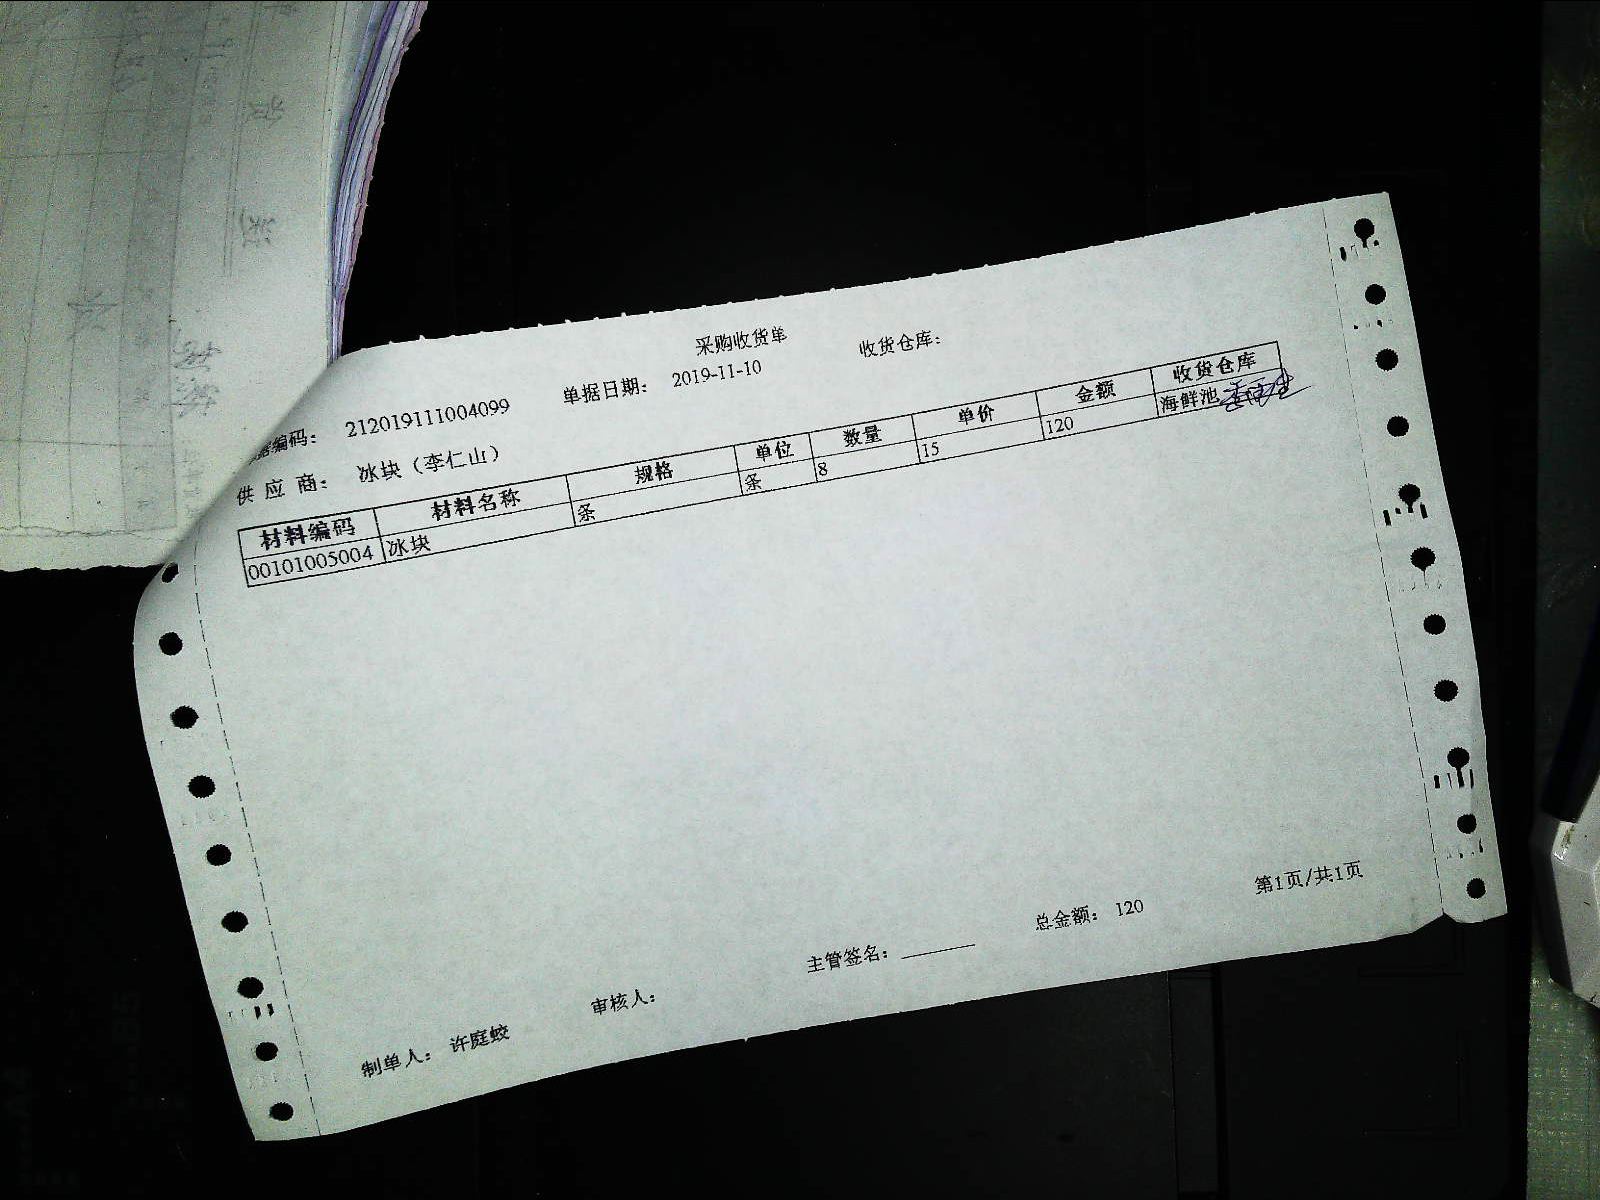 采购收货单
收货仓库：
单据日期： 2019-11-10
据编码： 212019111004099
供 应 商： 冰块（李仁山）
材料编码 材料名称 规格 单位 数量 单价 金额 收货仓库
00101005004 冰块 条 条 8 15 120 海鲜池
第1页/共1页
总金额： 120
主管签名：
审核人：
制单人： 许庭蛟